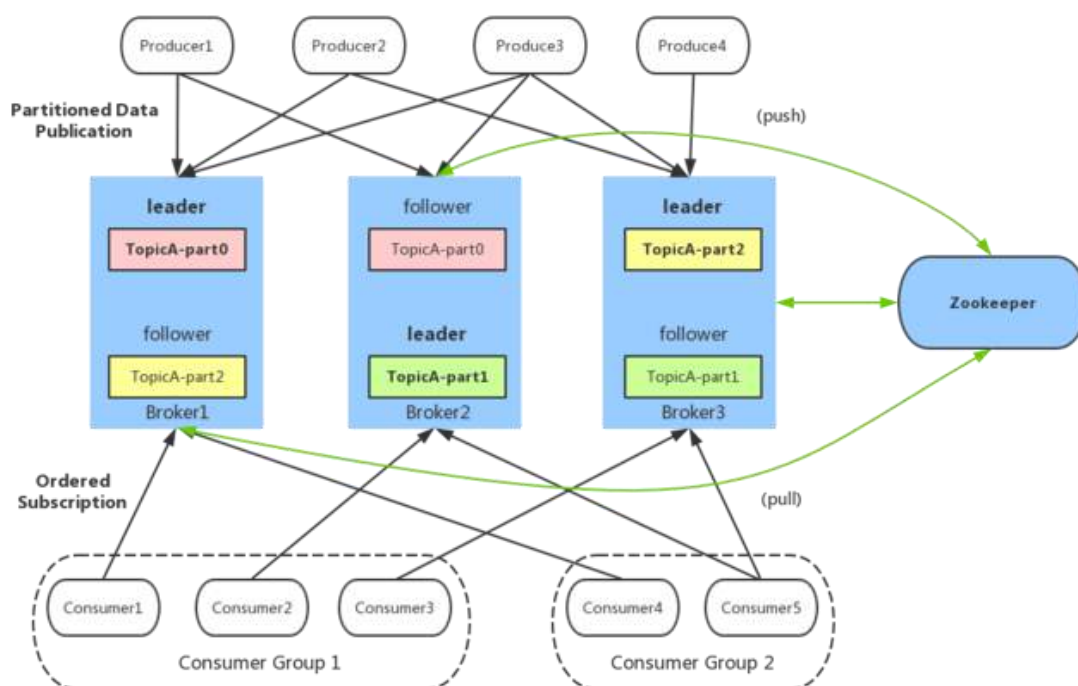 Producer1
Producer2
Produce3
Produce4
Partitioned Data
Publication
(push)
leader
follower
leader
TopicA-part0
TopicA-part0
TopicA-part2
Zookeeper
follower
leader
follower
TopicA-part2
TopicA-part1
TopicA-part1
Broker1
Broker2
Broker3
Ordered
Subscription
(pull)
Consumer1
Consumer2
Consumer3
Consumer4
Consumer5
Consumer Group 1
Consumer Group 2